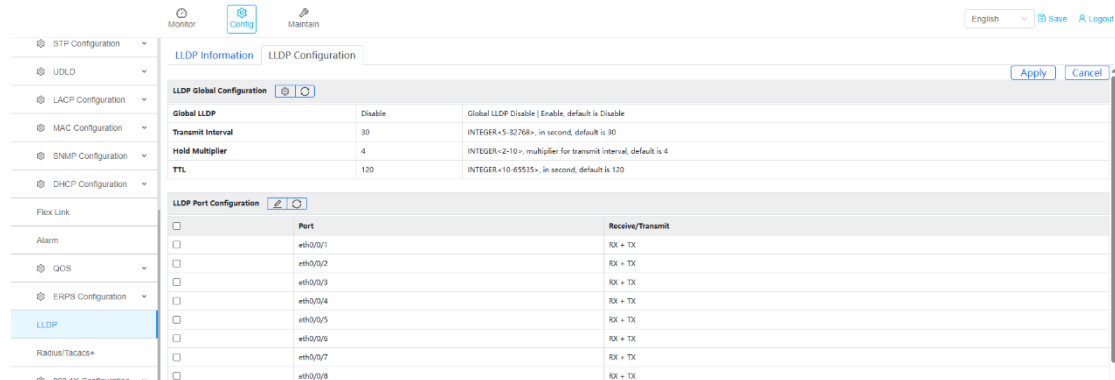 Monitor Config Maintain English Save Logout
STP Configuration
UDLD
LACP Configuration
MAC Configuration
SNMP Configuration
DHCP Configuration
Flex Link
Alarm
QOS
ERPS Configuration
LLDP
Radius/Tacacs+
LLDP Information LLDP Configuration
Apply Cancel
LLDP Global Configuration
Global LLDP Disable Global LLDP Disable | Enable, default is Disable
Transmit Interval 30 INTEGER<5-32768>, in second, default is 30
Hold Multiplier 4 INTEGER<2-10>, multiplier for transmit interval, default is 4
TTL 120 INTEGER<10-65535>, in second, default is 120
LLDP Port Configuration
Port Receive/Transmit
eth0/0/1 RX + TX
eth0/0/2 RX + TX
eth0/0/3 RX + TX
eth0/0/4 RX + TX
eth0/0/5 RX + TX
eth0/0/6 RX + TX
eth0/0/7 RX + TX
eth0/0/8 RX + TX